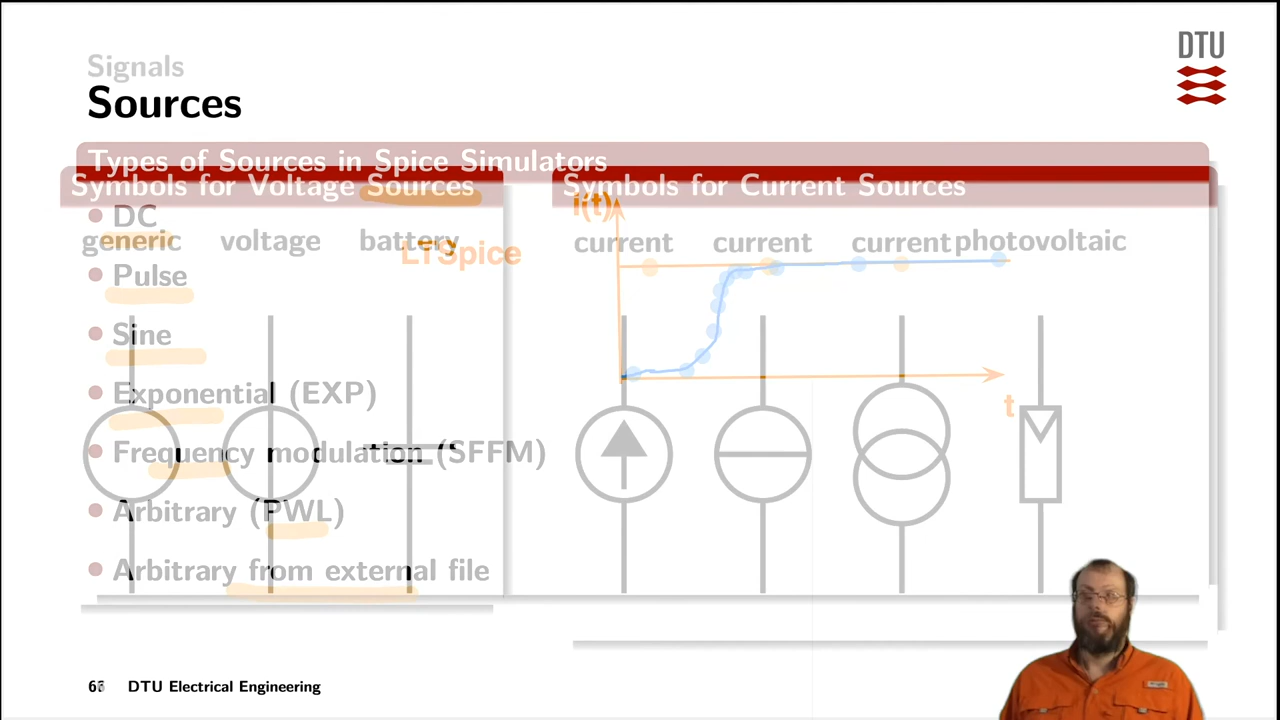 Signals
DTU
Sources
Types of Sources in Spice Simulators
Symbols for Voltage Sources
Symbols for Current Sources
i(t)
DC
generic voltage battery
LTSpice
current current current photovoltaic
Pulse
Sine
Exponential (EXP)
t
Frequency modulation (SFFM)
Arbitrary (PWL)
Arbitrary from external file
DTU Electrical Engineering